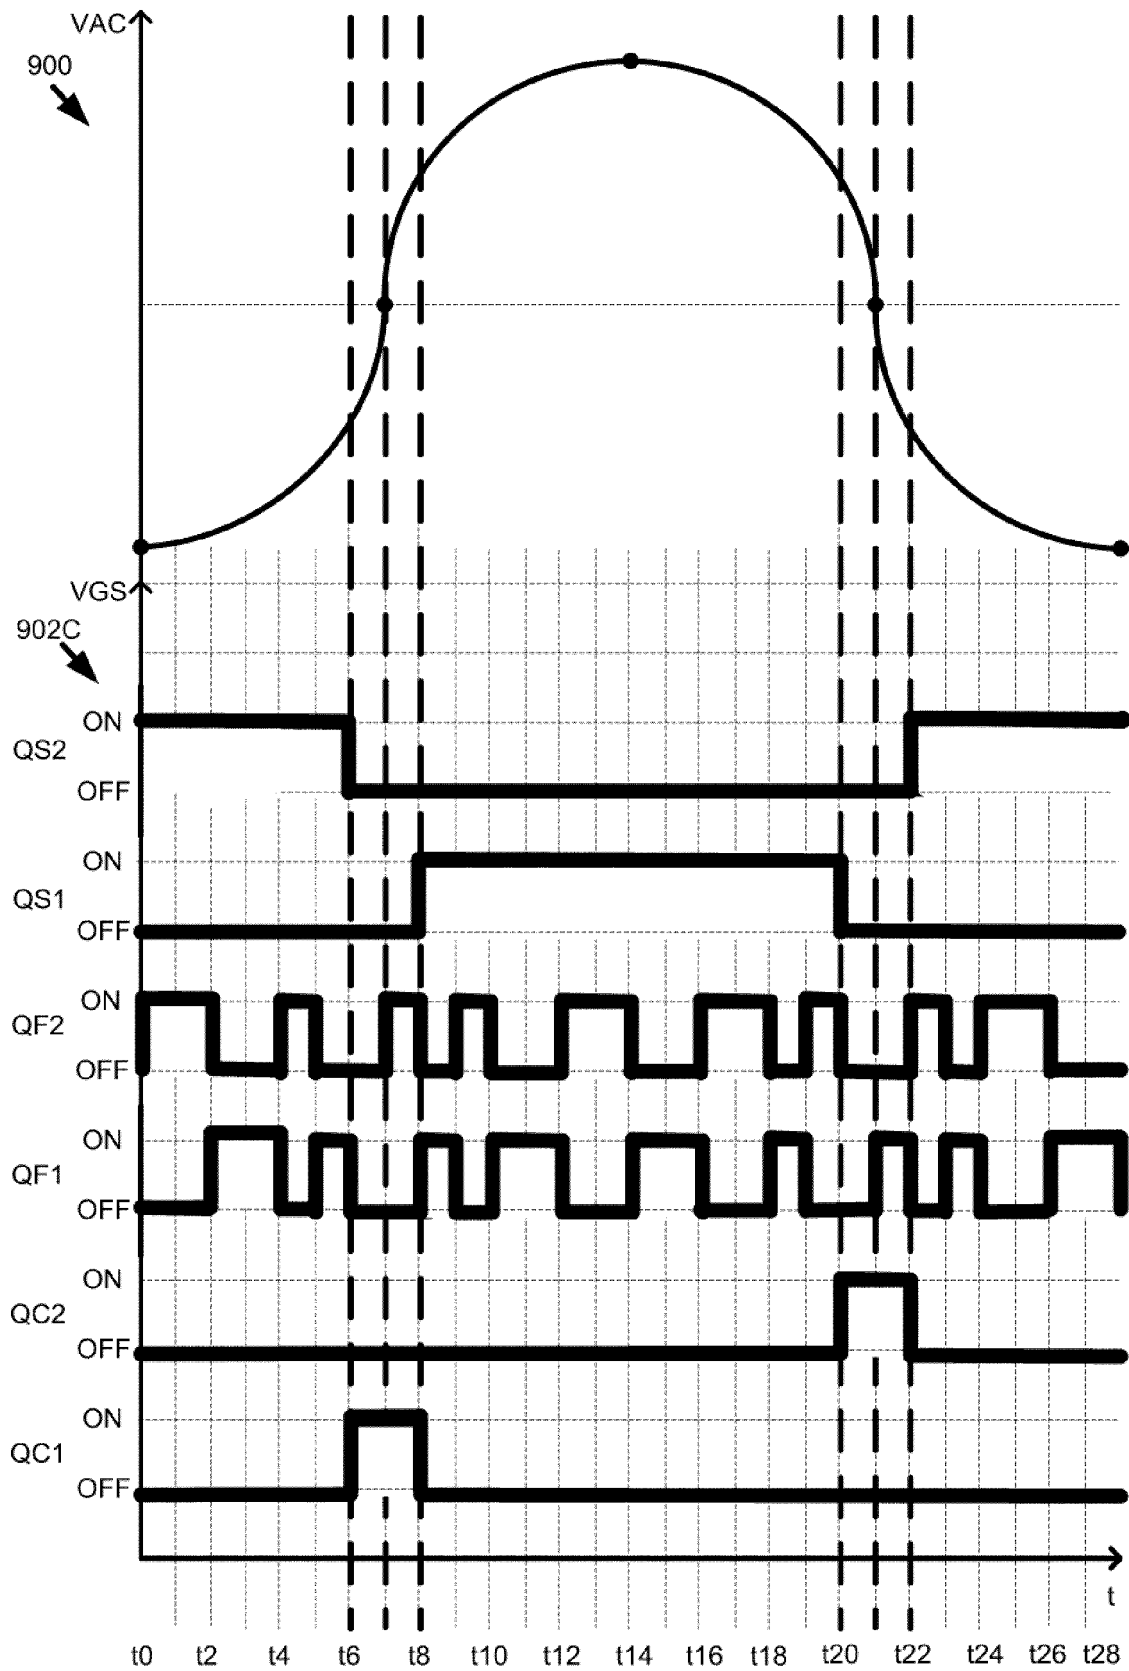 VAC
900
VGS
902C
ON
QS2
OFF
ON
QS1
OFF
ON
QF2
OFF
ON
QF1
OFF
ON
QC2
OFF
ON
QC1
OFF
t
t0 t2 t4 t6 t8 t10 t12 t14 t16 t18 t20 t22 t24 t26 t28